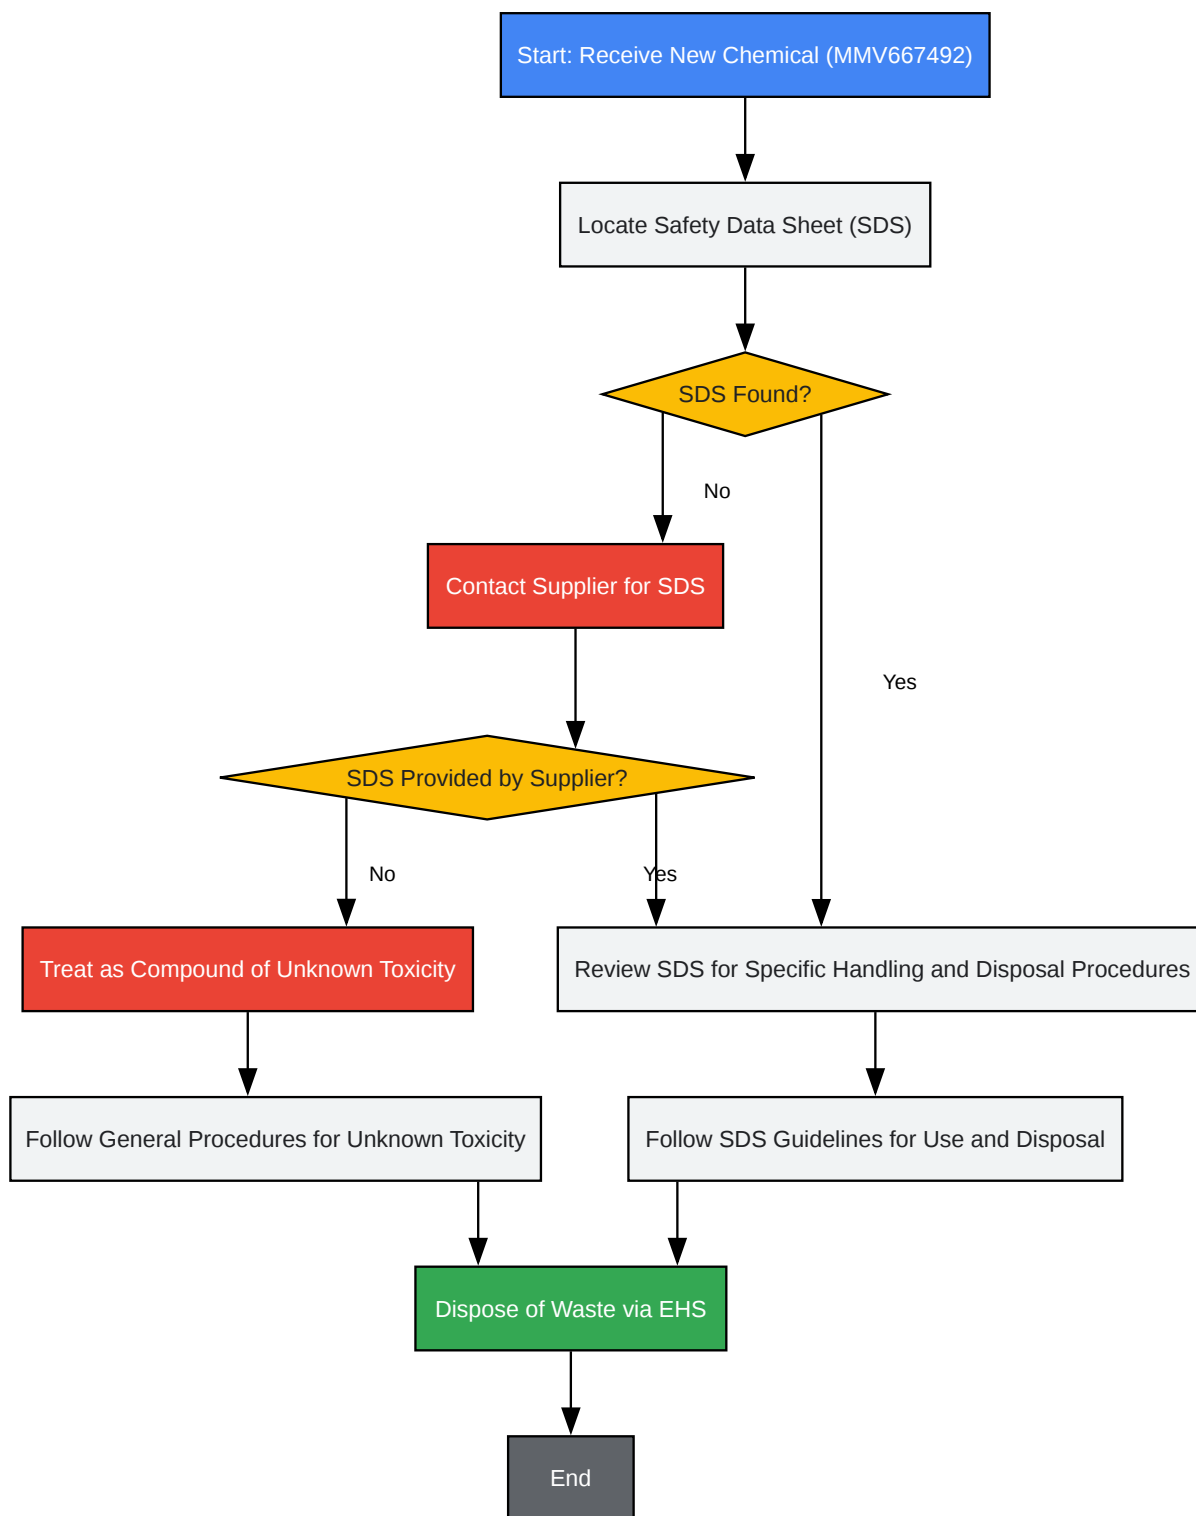 Start: Receive New Chemical (MMV667492)
Locate Safety Data Sheet (SDS)
SDS Found?
No
Contact Supplier for SDS
Yes
SDS Provided by Supplier?
No
Yes
Treat as Compound of Unknown Toxicity
Review SDS for Specific Handling and Disposal Procedures
Follow General Procedures for Unknown Toxicity
Follow SDS Guidelines for Use and Disposal
Dispose of Waste via EHS
End